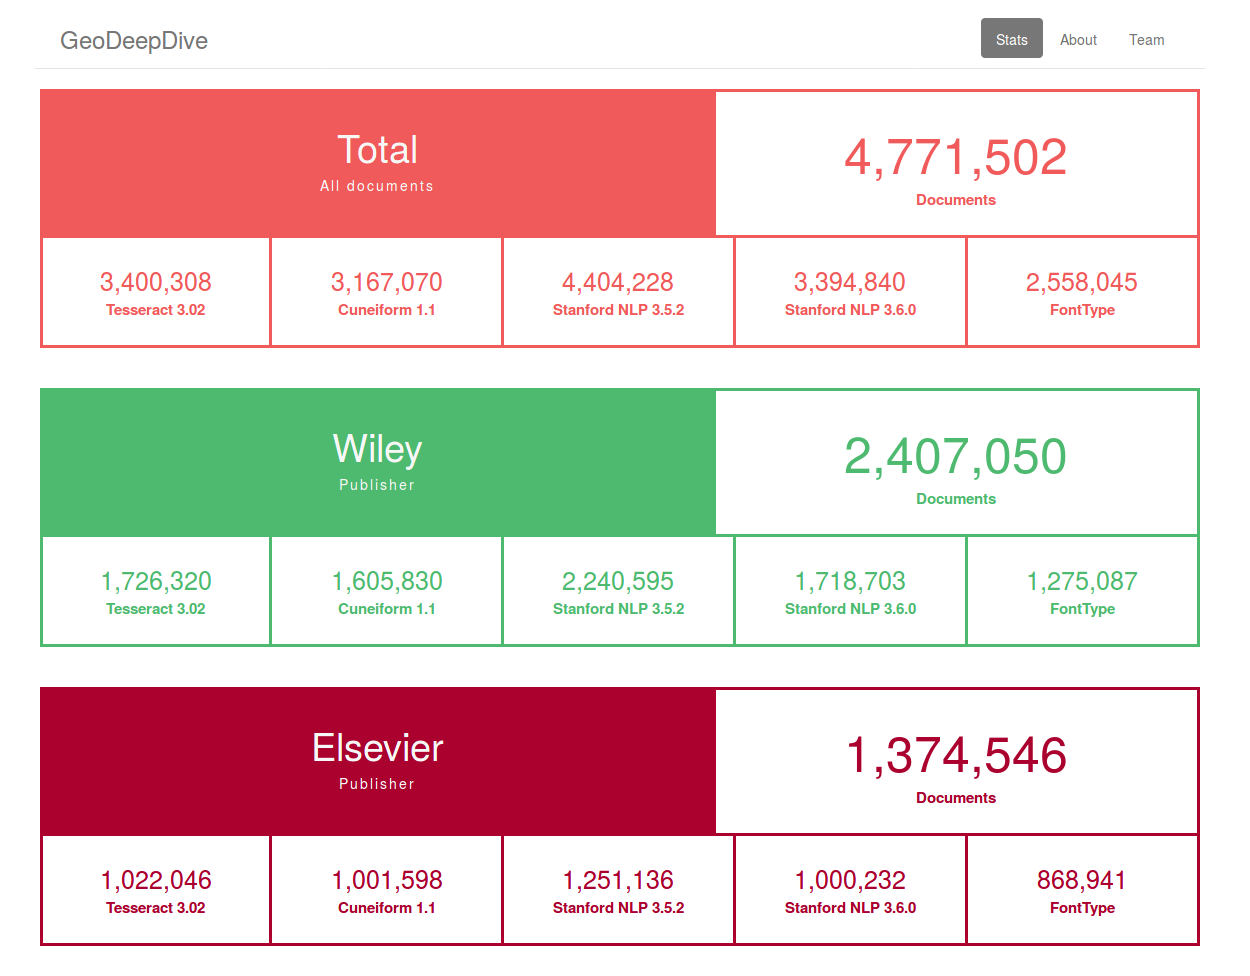 GeoDeepDive
Stats About Team
Total
All documents
4,771,502
Documents
3,400,308
Tesseract 3.02
3,167,070
Cuneiform 1.1
4,404,228
Stanford NLP 3.5.2
3,394,840
Stanford NLP 3.6.0
2,558,045
FontType
Wiley
Publisher
2,407,050
Documents
1,726,320
Tesseract 3.02
1,605,830
Cuneiform 1.1
2,240,595
Stanford NLP 3.5.2
1,718,703
Stanford NLP 3.6.0
1,275,087
FontType
Elsevier
Publisher
1,374,546
Documents
1,022,046
Tesseract 3.02
1,001,598
Cuneiform 1.1
1,251,136
Stanford NLP 3.5.2
1,000,232
Stanford NLP 3.6.0
868,941
FontType